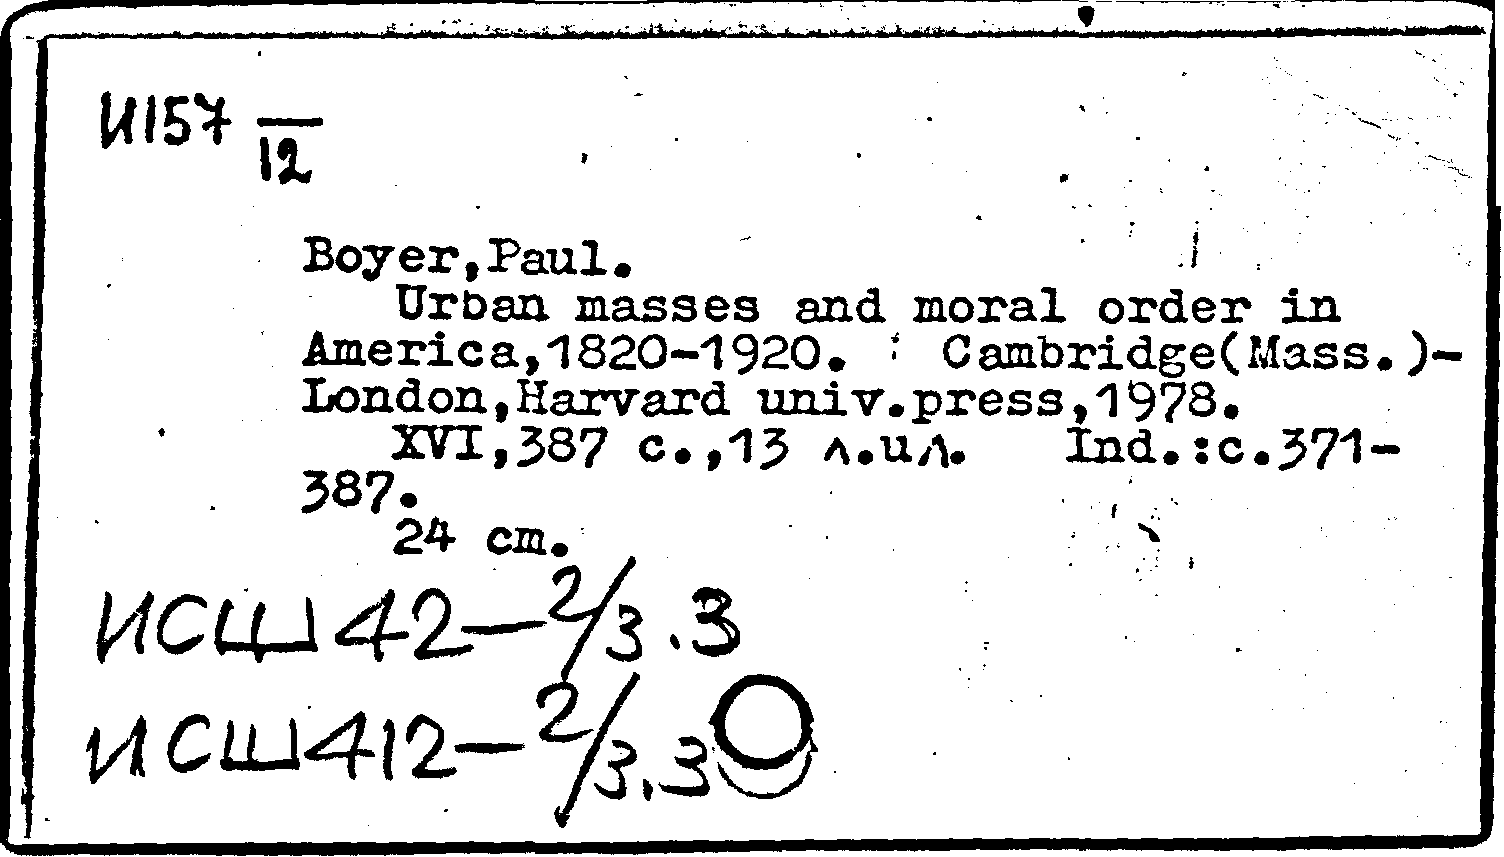 И157 —
12
Boyer,Paul.
Urban masses and moral order in
America,1820-1920. Cambridge(Mass.)-
London,Harvard univ.press,1978.
XVI,387 с.,13 л.ил. Ind.:с.371-
387.
24 cm.
ИСШ42-2/3.3
ИСШ412-2/3.3